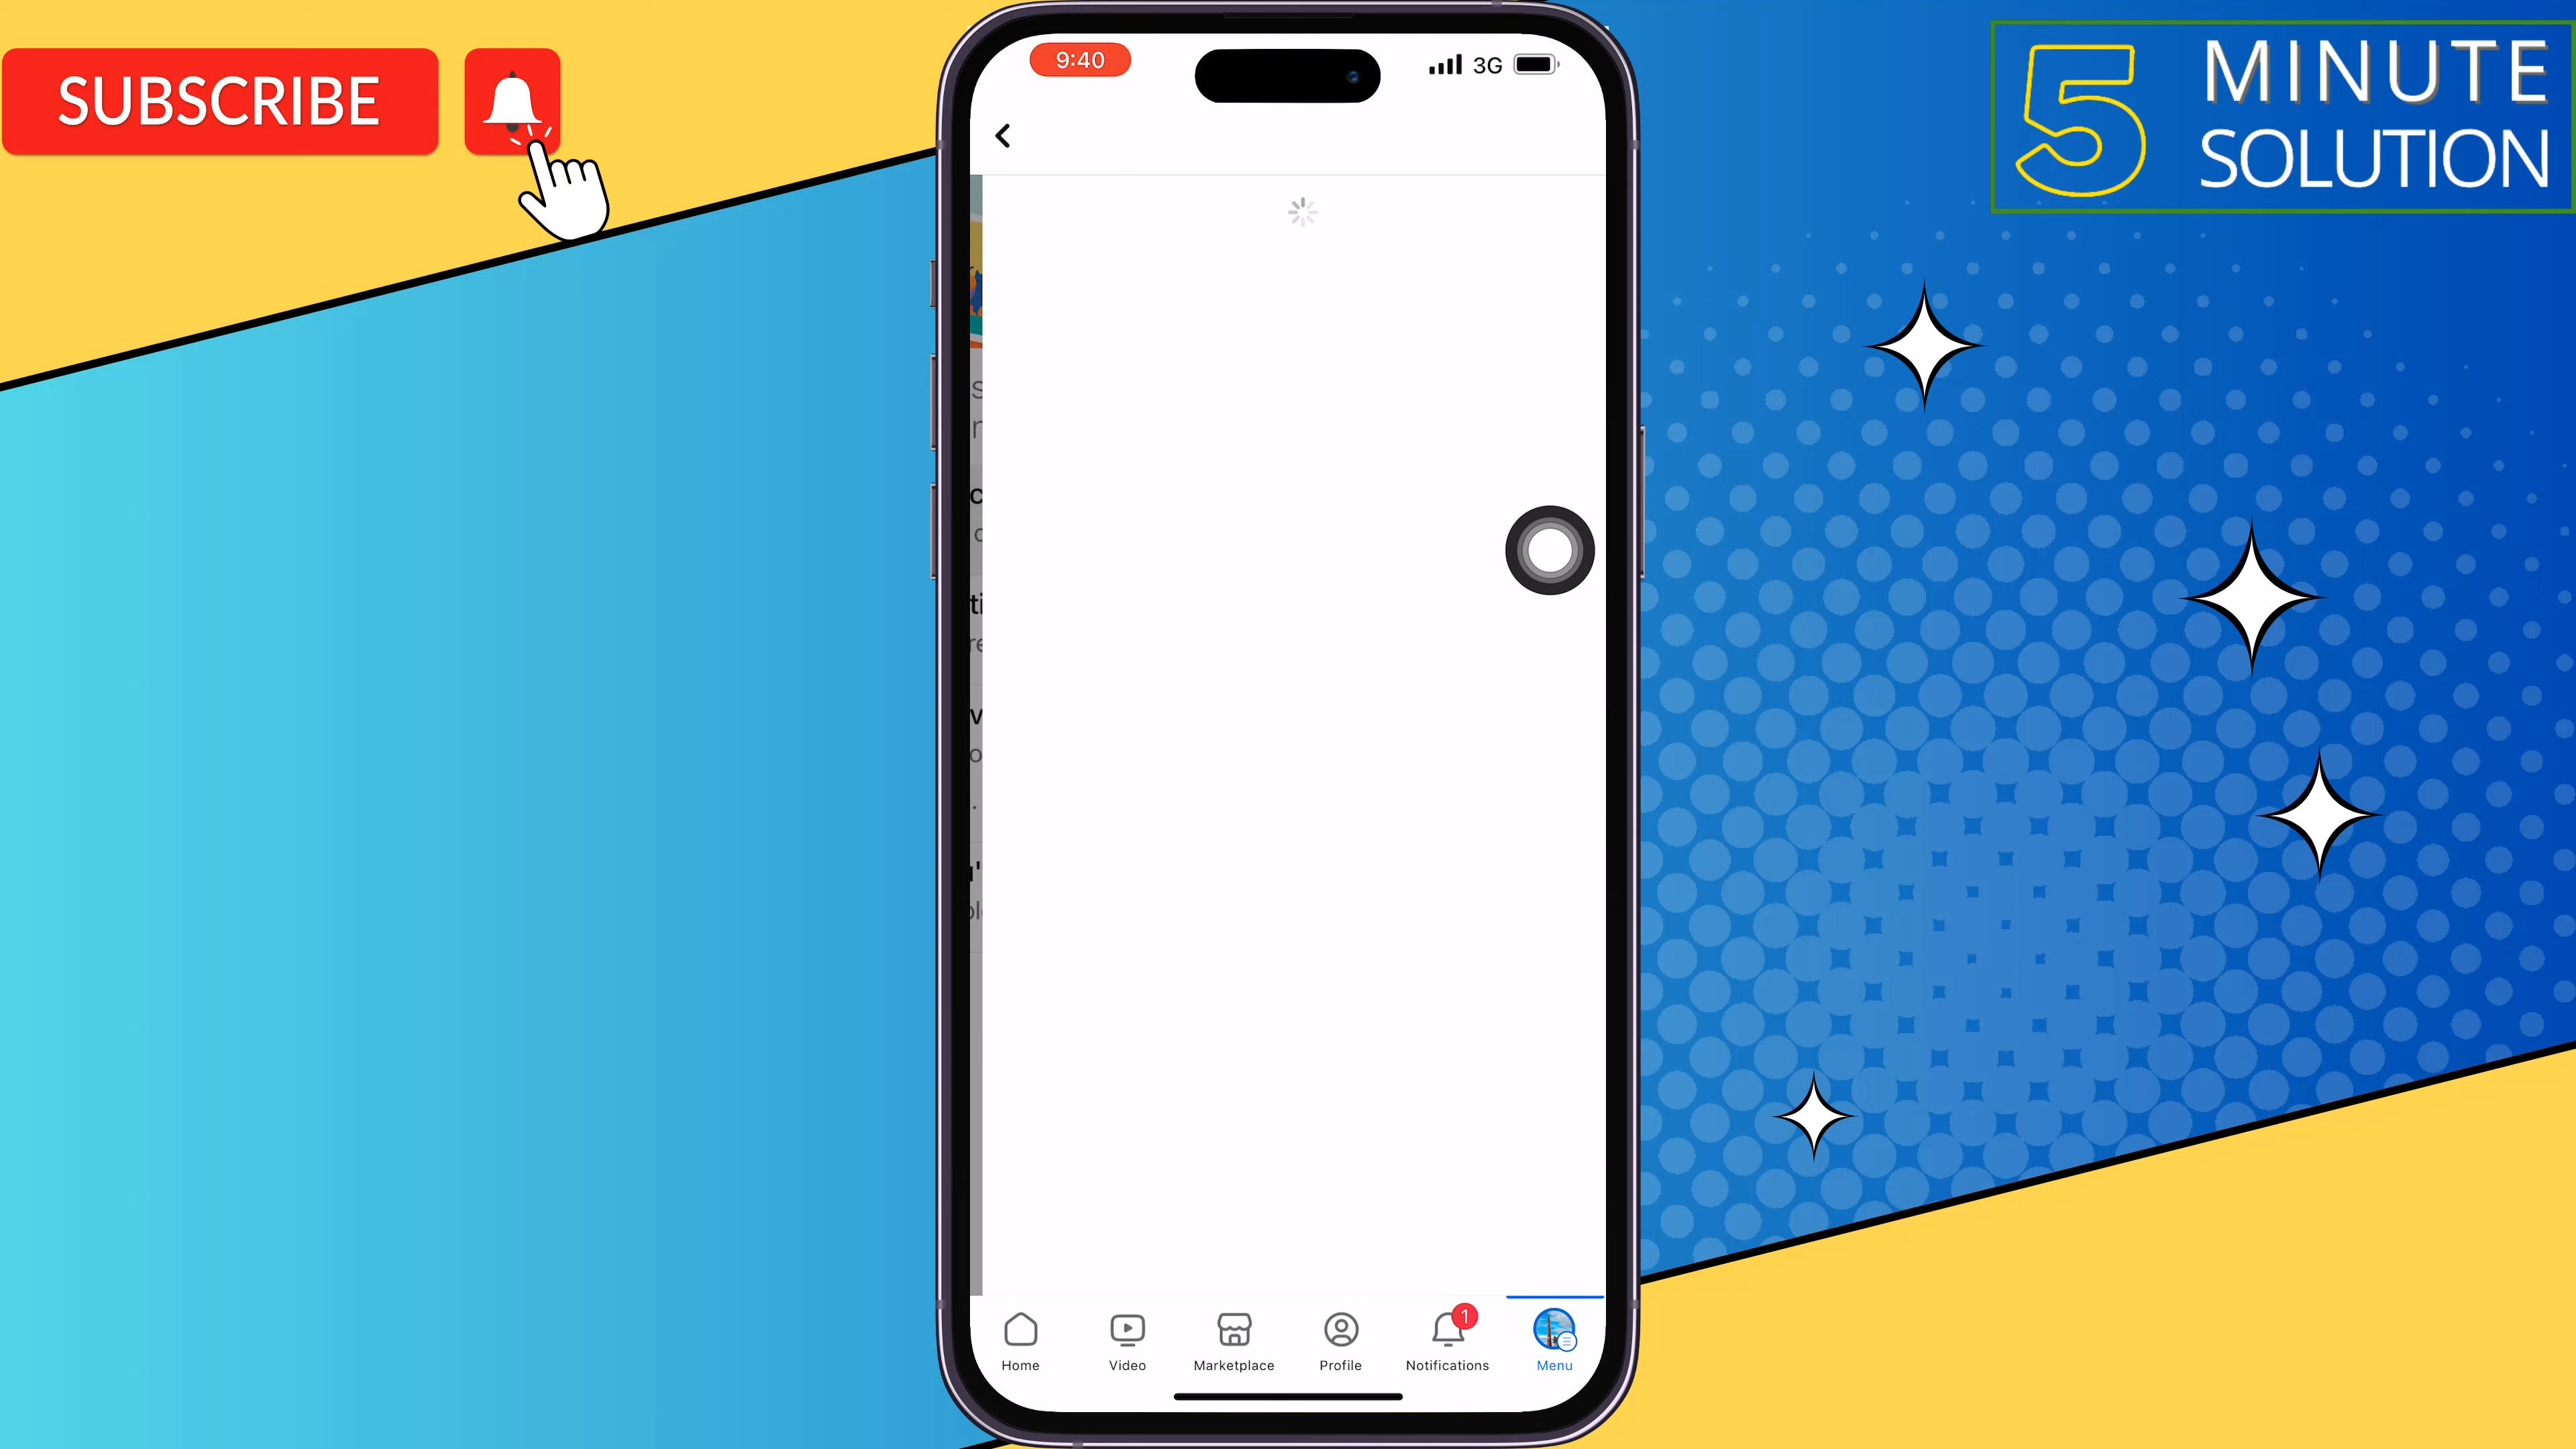 SUBSCRIBE
5 MINUTE
SOLUTION
9:40
3G
1
Home
Video
Marketplace
Profile
Notifications
Menu